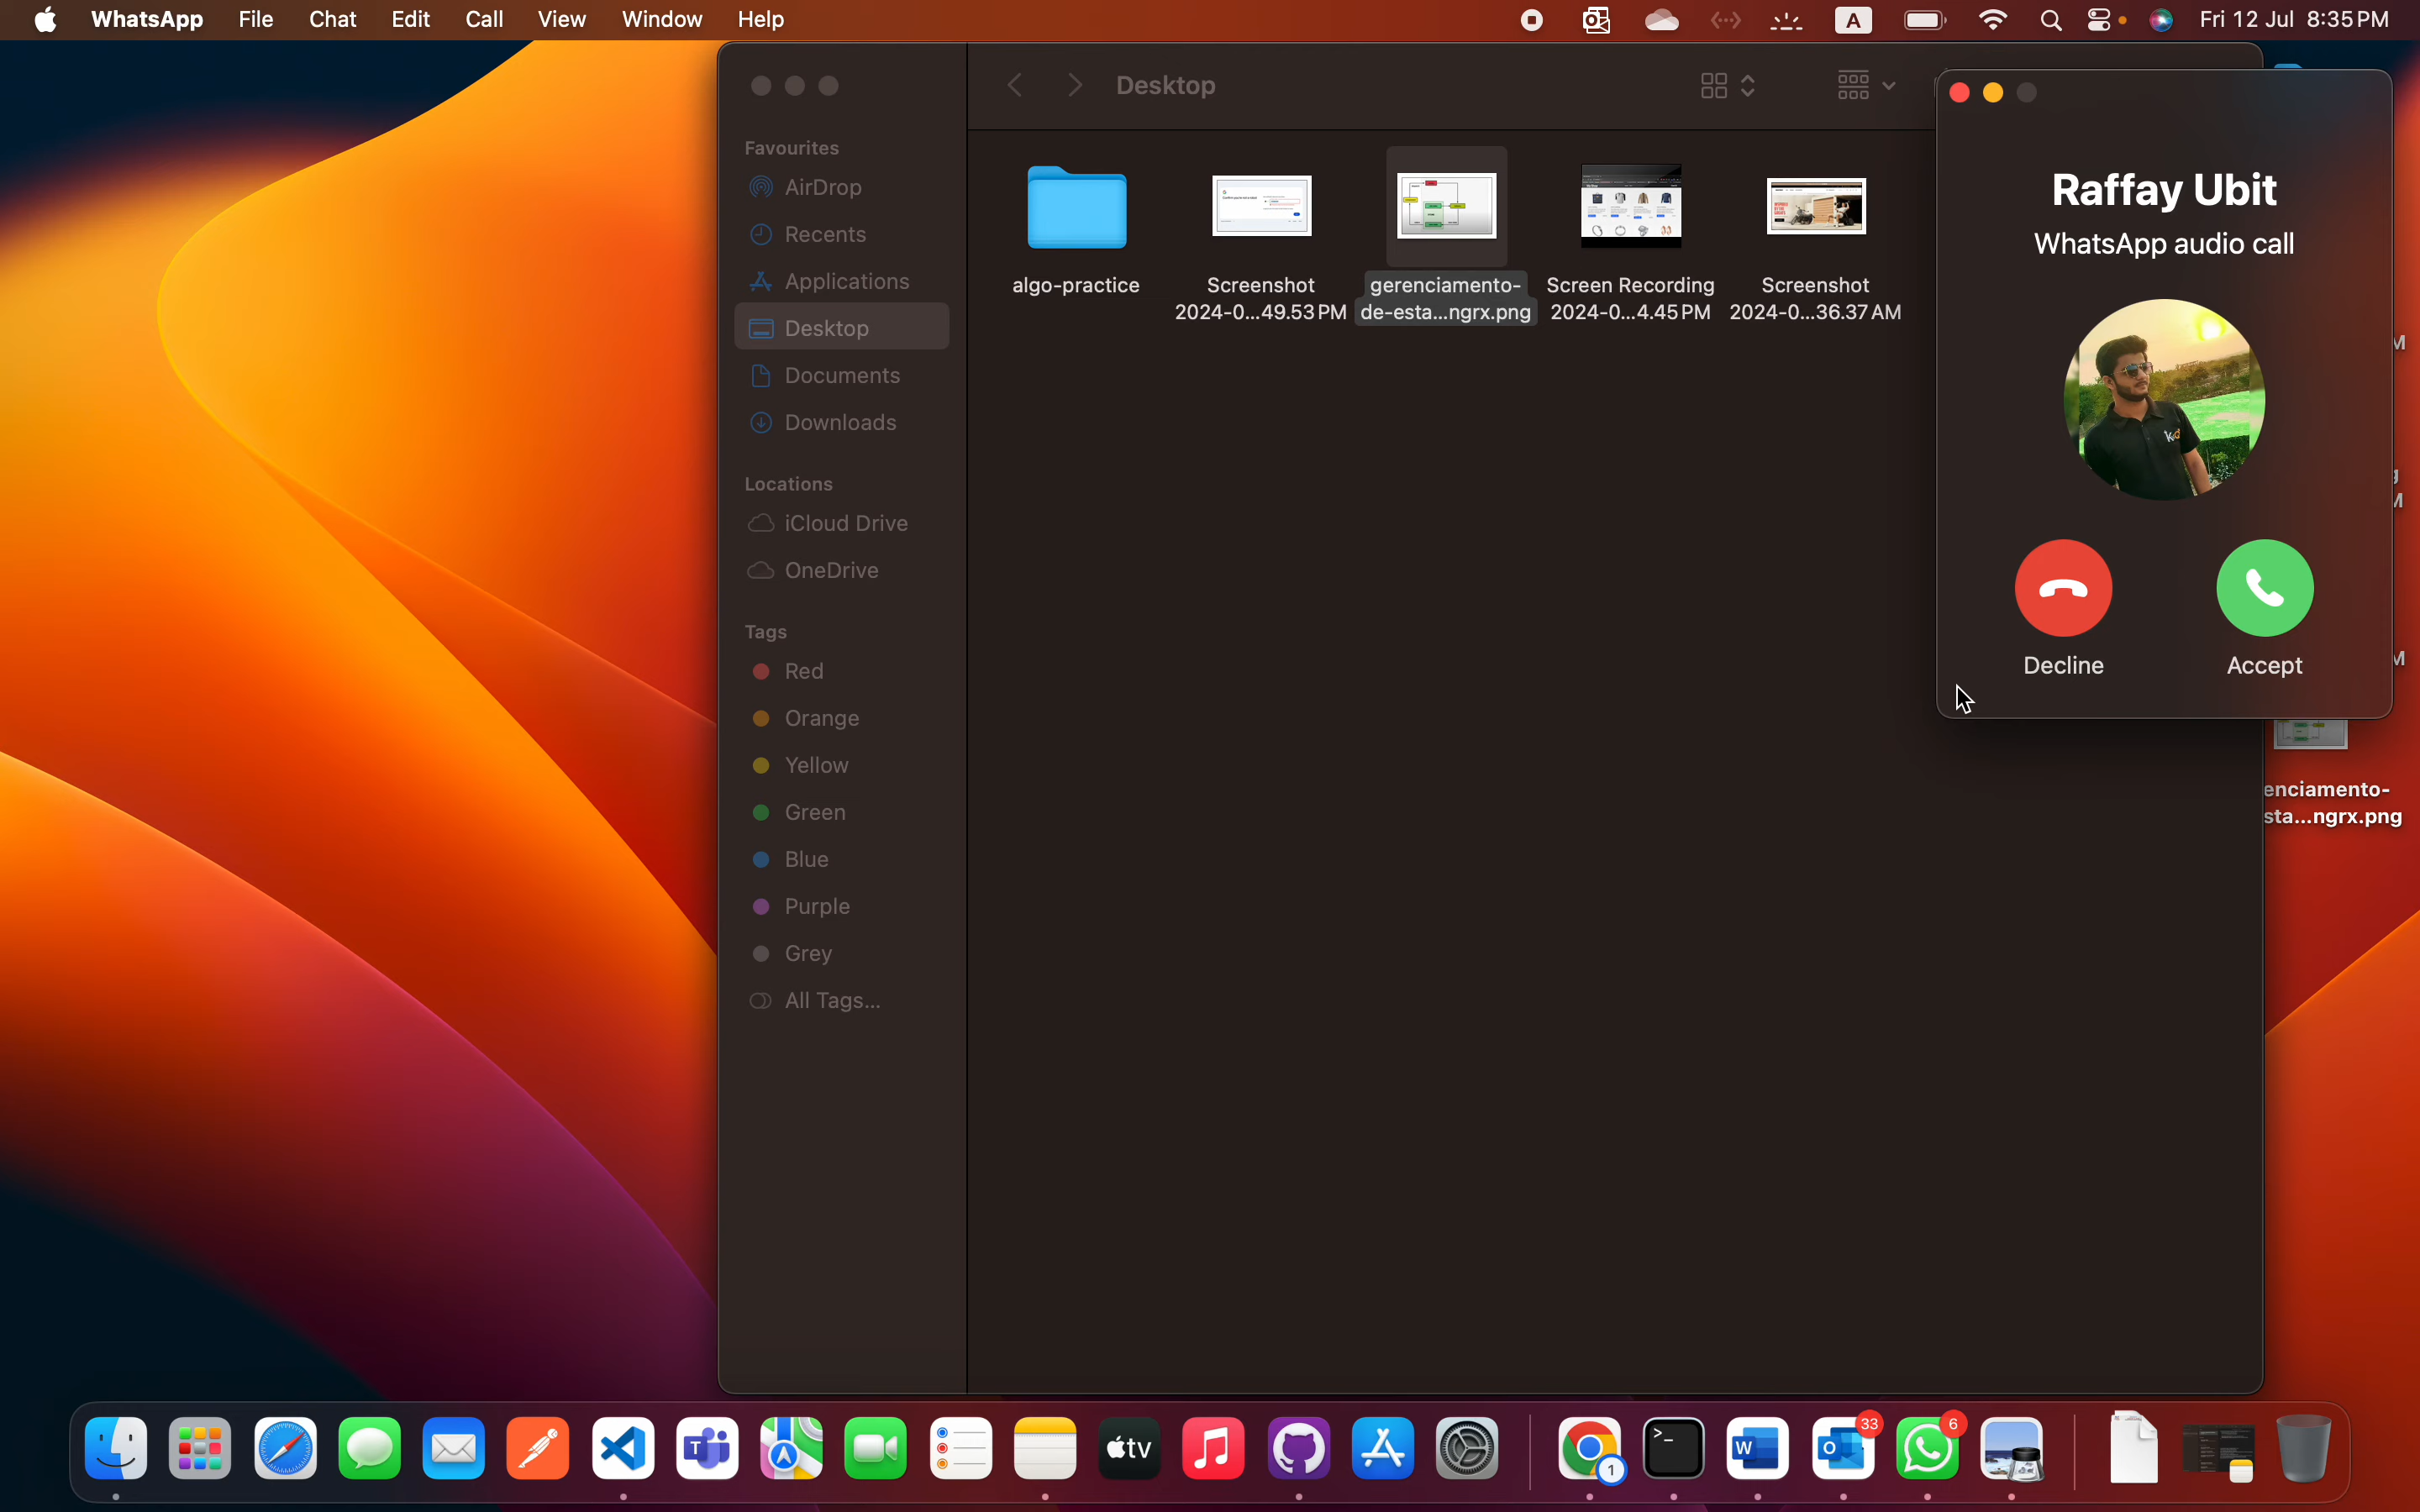 WhatsApp File Chat Edit Call View Window Help A Fri 12 Jul 8:35 PM
Desktop
Favourites
AirDrop
Recents
Applications
Desktop
Documents
Downloads
Locations
iCloud Drive
OneDrive
Tags
Red
Orange
Yellow
Green
Blue
Purple
Grey
All Tags...
algo-practice
Screenshot
2024-0...49.53 PM
gerenciamento-
de-esta...ngrx.png
Screen Recording
2024-0...4.45 PM
Screenshot
2024-0...36.37 AM
Raffay Ubit
WhatsApp audio call
Decline
Accept
enciamento-
sta...ngrx.png
tv
1
33
6